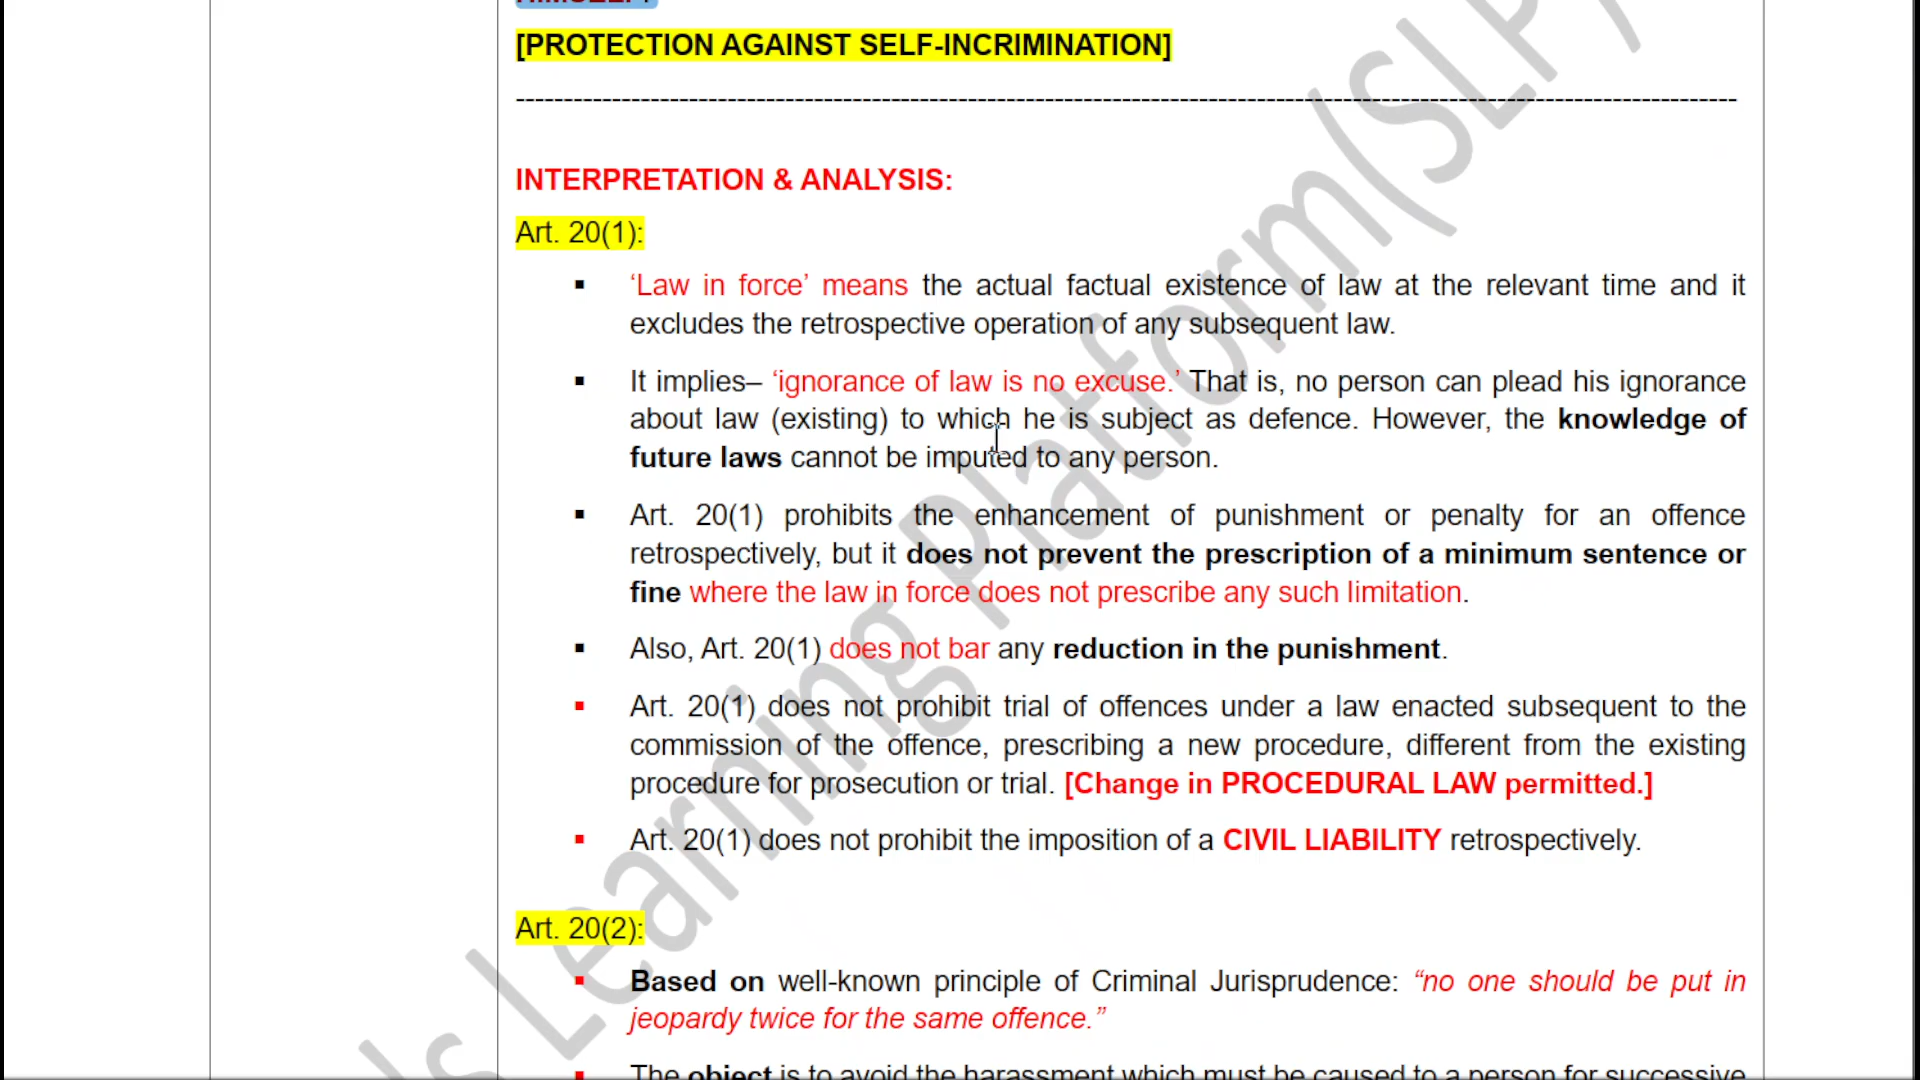 [PROTECTION AGAINST SELF-INCRIMINATION]
--------------------------------------------------------------------------------------------------------------------------------
INTERPRETATION & ANALYSIS:
Art. 20(1):
▪ ‘Law in force’ means the actual factual existence of law at the relevant time and it
excludes the retrospective operation of any subsequent law.
▪ It implies– ‘ignorance of law is no excuse.’ That is, no person can plead his ignorance
about law (existing) to which he is subject as defence. However, the knowledge of
future laws cannot be imputed to any person.
▪ Art. 20(1) prohibits the enhancement of punishment or penalty for an offence
retrospectively, but it does not prevent the prescription of a minimum sentence or
fine where the law in force does not prescribe any such limitation.
▪ Also, Art. 20(1) does not bar any reduction in the punishment.
▪ Art. 20(1) does not prohibit trial of offences under a law enacted subsequent to the
commission of the offence, prescribing a new procedure, different from the existing
procedure for prosecution or trial. [Change in PROCEDURAL LAW permitted.]
▪ Art. 20(1) does not prohibit the imposition of a CIVIL LIABILITY retrospectively.
Art. 20(2):
▪ Based on well-known principle of Criminal Jurisprudence: “no one should be put in
jeopardy twice for the same offence.”
▪ The object is to avoid the harassment which must be caused to a person for successive
's Learning Platform(SLP)